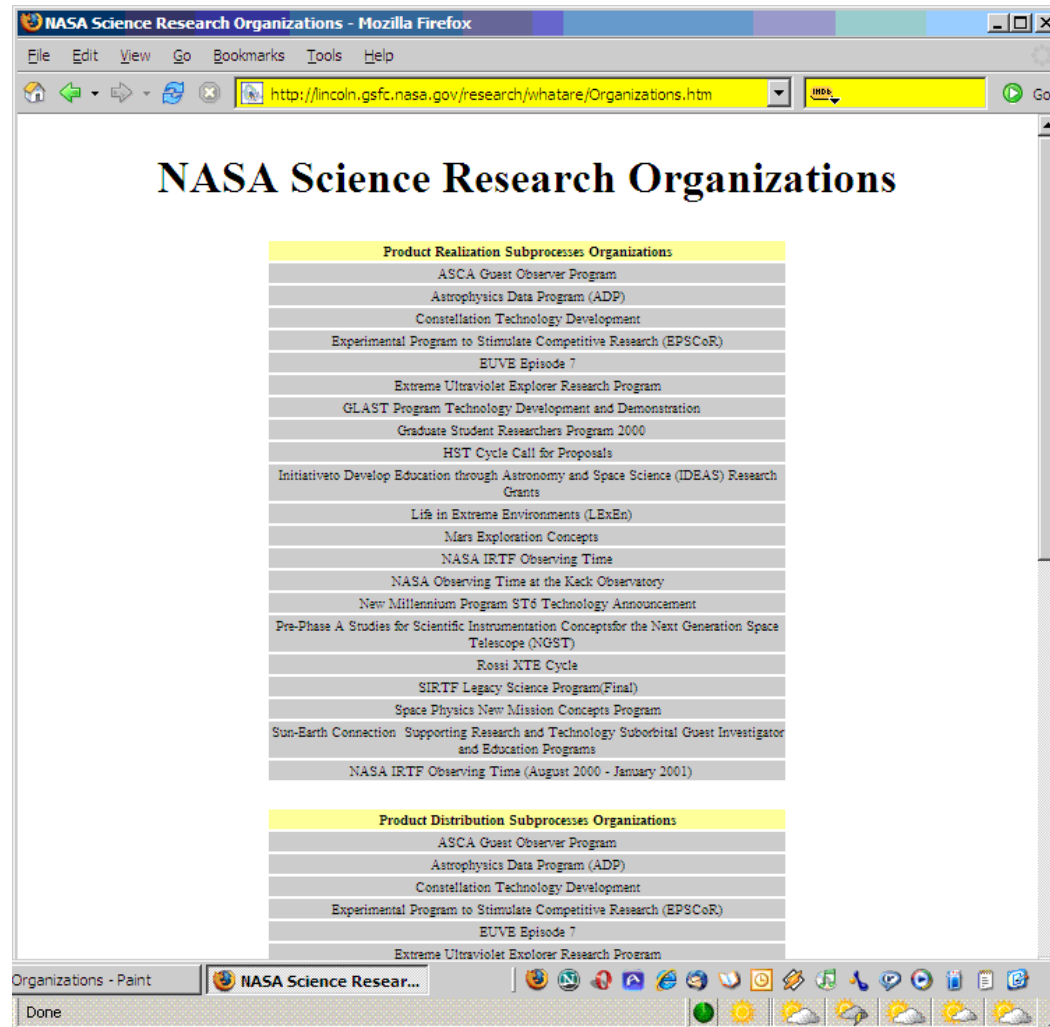 NASA Science Research Organizations - Mozilla Firefox
File Edit View Go Bookmarks Tools Help
http://lincoln.gsfc.nasa.gov/research/whatare/Organizations.htm IMDb Go
NASA Science Research Organizations
Product Realization Subprocesses Organizations
ASCA Guest Observer Program
Astrophysics Data Program (ADP)
Constellation Technology Development
Experimental Program to Stimulate Competitive Research (EPSCoR)
EUVE Episode 7
Extreme Ultraviolet Explorer Research Program
GLAST Program Technology Development and Demonstration
Graduate Student Researchers Program 2000
HST Cycle Call for Proposals
Initiativeto Develop Education through Astronomy and Space Science (IDEAS) Research
Grants
Life in Extreme Environments (LExEn)
Mars Exploration Concepts
NASA IRTF Observing Time
NASA Observing Time at the Keck Observatory
New Millennium Program ST6 Technology Announcement
Pre-Phase A Studies for Scientific Instrumentation Conceptsfor the Next Generation Space
Telescope (NGST)
Rossi XTE Cycle
SIRTF Legacy Science Program(Final)
Space Physics New Mission Concepts Program
Sun-Earth Connection Supporting Research and Technology Suborbital Guest Investigator
and Education Programs
NASA IRTF Observing Time (August 2000 - January 2001)
Product Distribution Subprocesses Organizations
ASCA Guest Observer Program
Astrophysics Data Program (ADP)
Constellation Technology Development
Experimental Program to Stimulate Competitive Research (EPSCoR)
EUVE Episode 7
Extreme Ultraviolet Explorer Research Program
Organizations - Paint NASA Science Resear...
Done